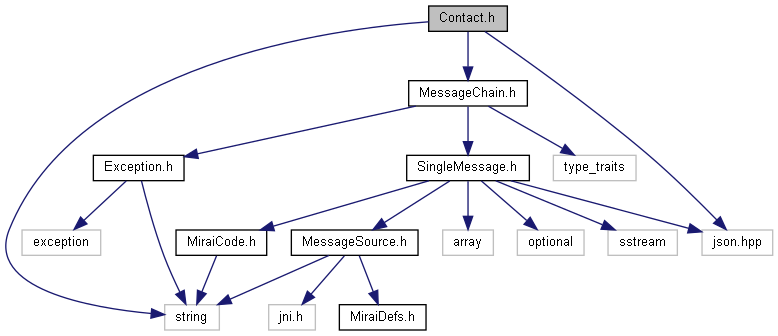 Contact.h
MessageChain.h
Exception.h
SingleMessage.h
type_traits
exception
MiraiCode.h
MessageSource.h
array
optional
sstream
json.hpp
string
jni.h
MiraiDefs.h